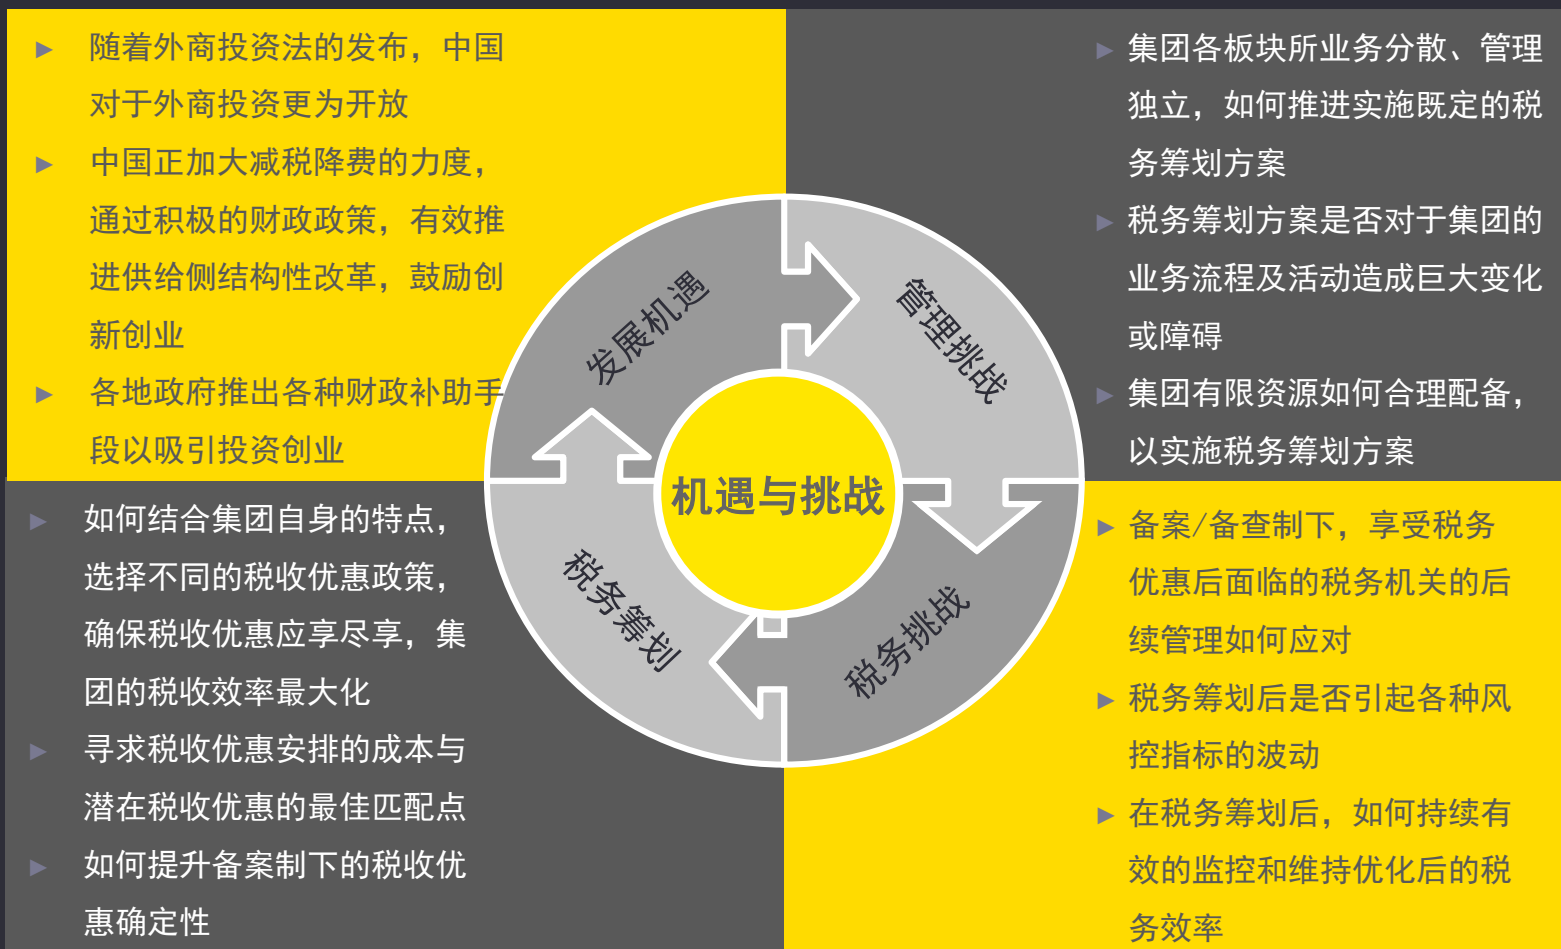 随着外商投资法的发布，中国
对于外商投资更为开放
中国正加大减税降费的力度，
通过积极的财政政策，有效推
进供给侧结构性改革，鼓励创
新创业
各地政府推出各种财政补助手
段以吸引投资创业
集团各板块所业务分散、管理
独立，如何推进实施既定的税
务筹划方案
税务筹划方案是否对于集团的
业务流程及活动造成巨大变化
或障碍
集团有限资源如何合理配备，
以实施税务筹划方案
发展机遇
管理挑战
机遇与挑战
税务筹划
税务挑战
如何结合集团自身的特点，
选择不同的税收优惠政策，
确保税收优惠应享尽享，集
团的税收效率最大化
寻求税收优惠安排的成本与
潜在税收优惠的最佳匹配点
如何提升备案制下的税收优
惠确定性
备案/备查制下，享受税务
优惠后面临的税务机关的后
续管理如何应对
税务筹划后是否引起各种风
控指标的波动
在税务筹划后，如何持续有
效的监控和维持优化后的税
务效率